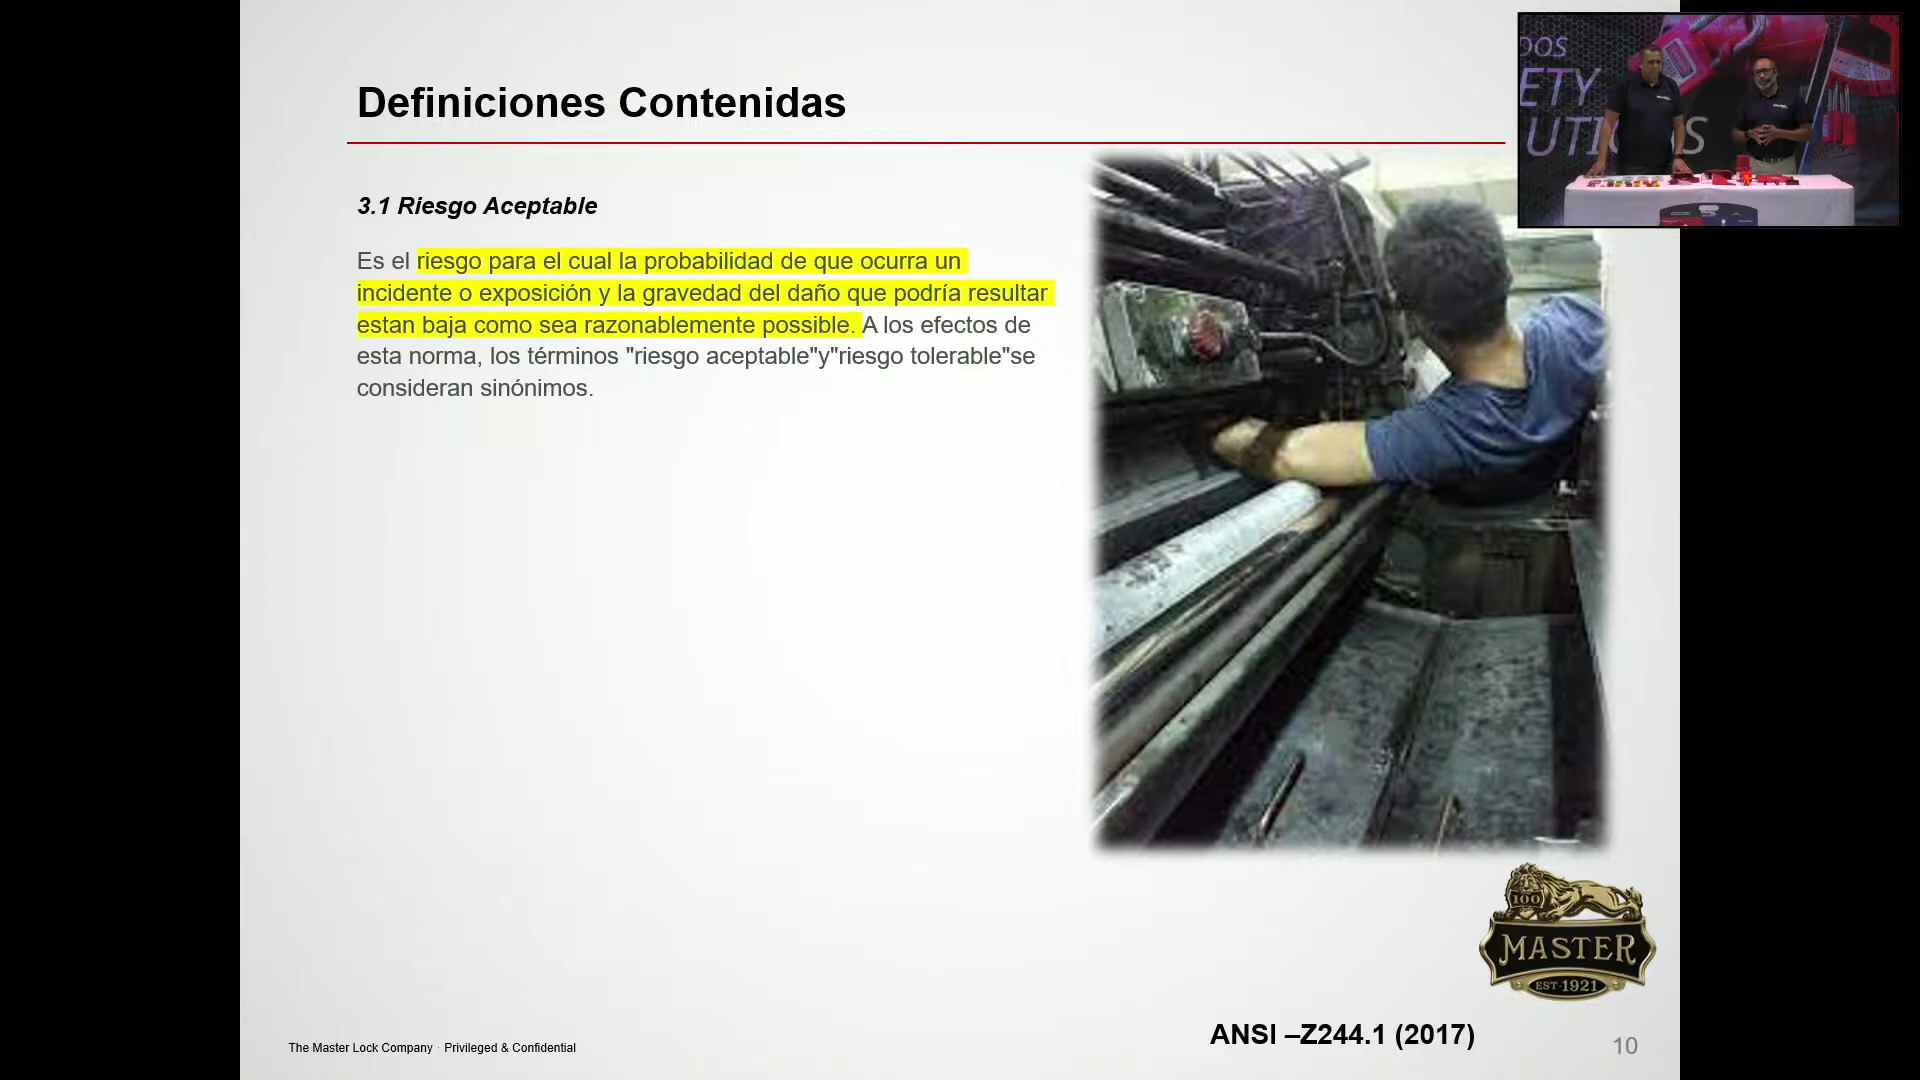 Definiciones Contenidas
3.1 Riesgo Aceptable
Es el riesgo para el cual la probabilidad de que ocurra un
incidente o exposición y la gravedad del daño que podría resultar
estan baja como sea razonablemente possible. A los efectos de
esta norma, los términos "riesgo aceptable"y"riesgo tolerable"se
consideran sinónimos.
DOS
ETY
UTI
S
100
MASTER
EST·1921
ANSI –Z244.1 (2017)
The Master Lock Company · Privileged & Confidential
10